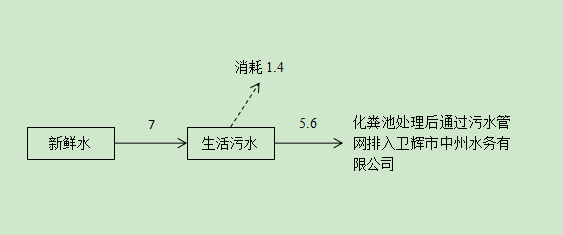 消耗 1.4
新鲜水
7
生活污水
5.6
化粪池处理后通过污水管
网排入卫辉市中州水务有
限公司